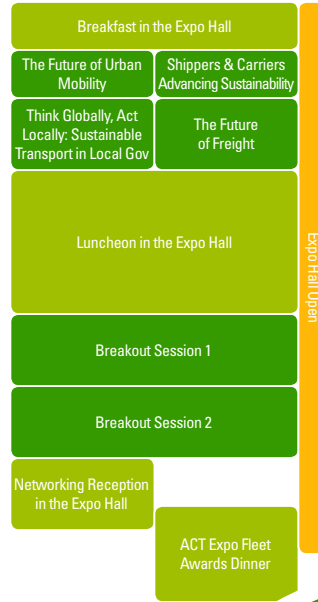 Breakfast in the Expo Hall
The Future of Urban
Mobility
Shippers & Carriers
Advancing Sustainability
Think Globally, Act
Locally: Sustainable
Transport in Local Gov
The Future
of Freight
Luncheon in the Expo Hall
Expo Hall Open
Breakout Session 1
Breakout Session 2
Networking Reception
in the Expo Hall
ACT Expo Fleet
Awards Dinner